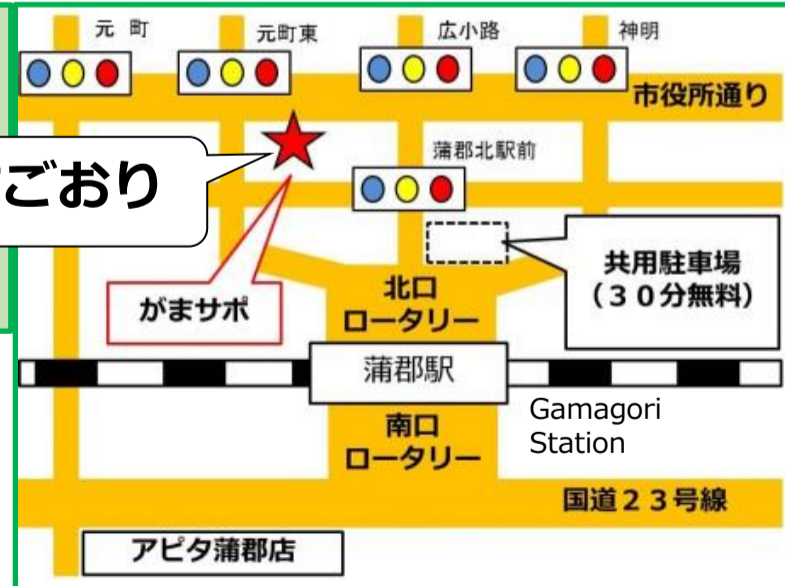 元 町
元町東
広小路
神明
市役所通り
蒲郡北駅前
ごおり
がまサポ
共用駐車場
（３０分無料）
北口
ロータリー
蒲郡駅
Gamagori
Station
南口
ロータリー
国道２３号線
アピタ蒲郡店